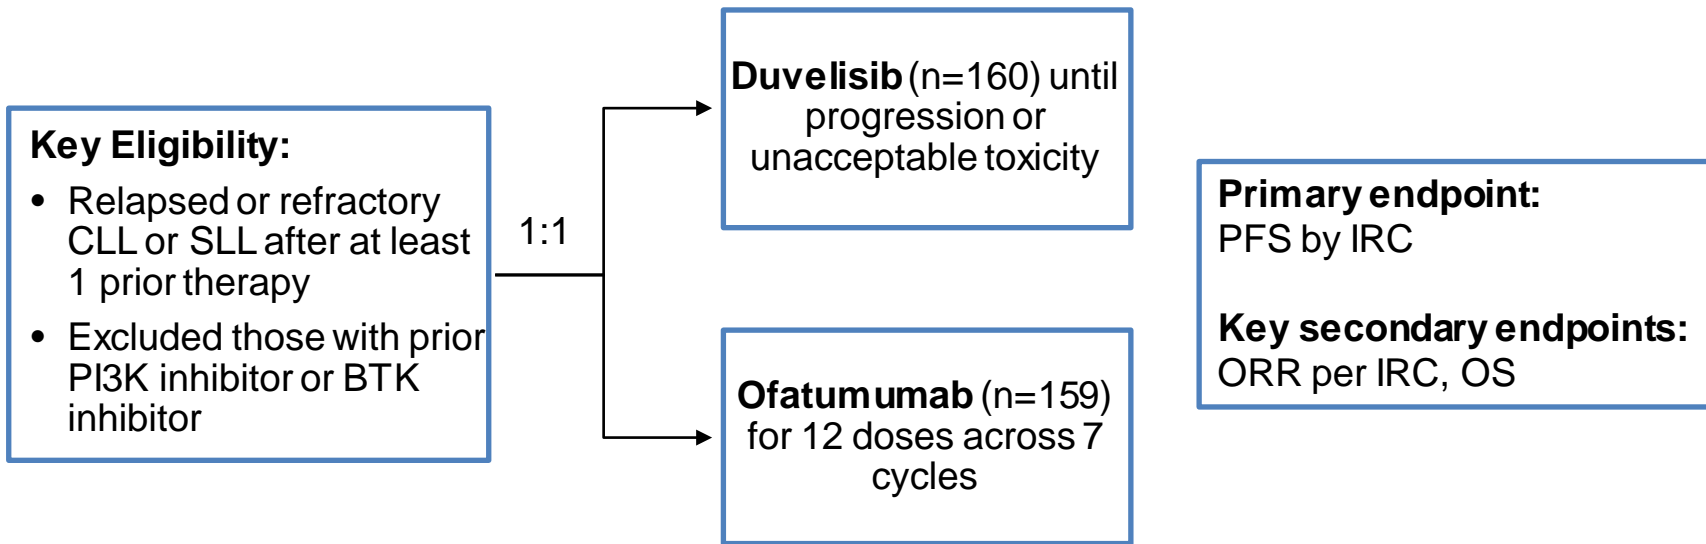 Key Eligibility:
• Relapsed or refractory
CLL or SLL after at least
1 prior therapy
• Excluded those with prior
PI3K inhibitor or BTK
inhibitor
1:1
Duvelisib (n=160) until
progression or
unacceptable toxicity
Ofatumumab (n=159)
for 12 doses across 7
cycles
Primary endpoint:
PFS by IRC
Key secondary endpoints:
ORR per IRC, OS